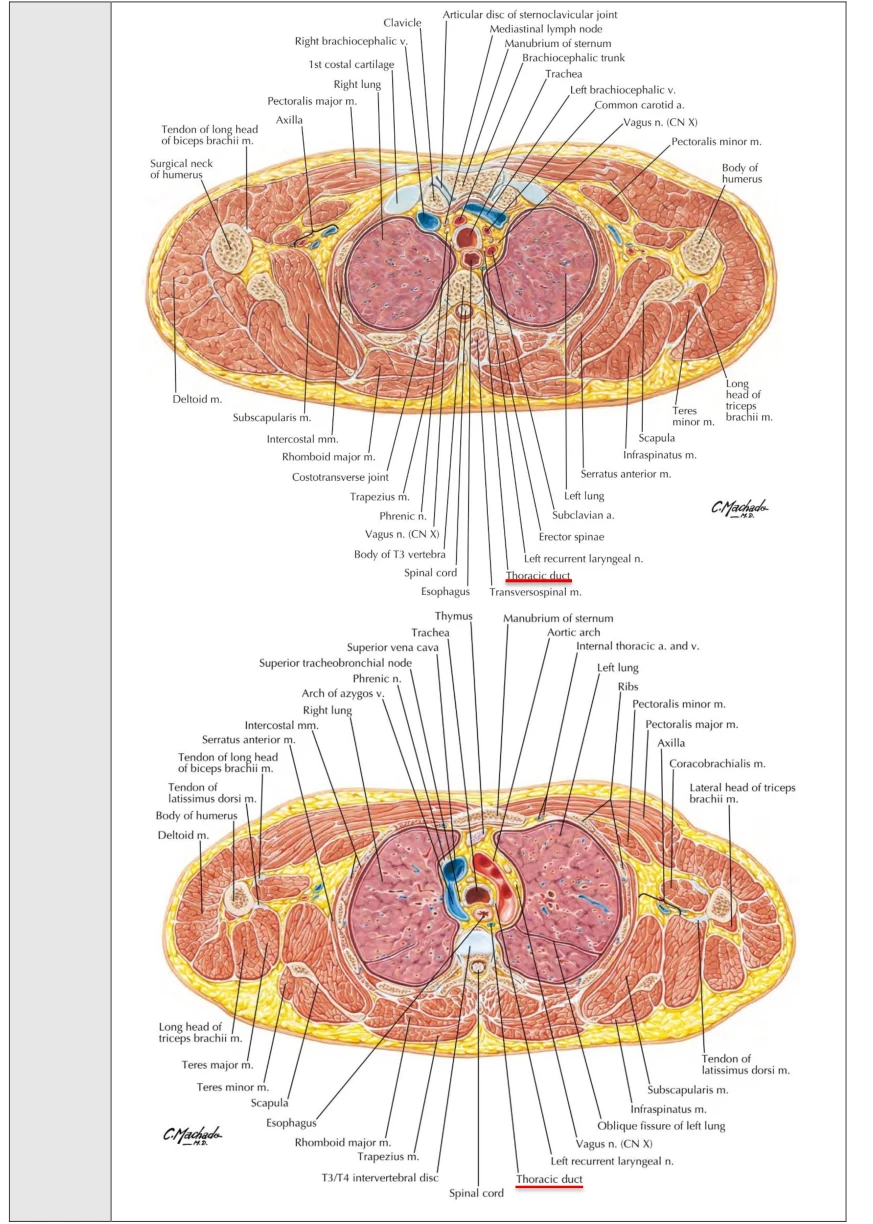 Articular disc of sternoclavicular joint
Clavicle
Mediastinal lymph node
Right brachiocephalic v.
Manubrium of sternum
Brachiocephalic trunk
1st costal cartilage
Trachea
Right lung
Left brachiocephalic v.
Pectoralis major m.
Common carotid a.
Axilla
Vagus n. (CN X)
Tendon of long head
of biceps brachii m.
Pectoralis minor m.
Surgical neck
of humerus
Body of
humerus
Deltoid m.
Subscapularis m.
Intercostal mm.
Rhomboid major m.
Costotransverse joint
Trapezius m.
Phrenic n.
Vagus n. (CN X)
Body of T3 vertebra
Spinal cord
Esophagus
Long
head of
triceps
brachii m.
Teres
minor m.
Scapula
Infraspinatus m.
Serratus anterior m.
Left lung
Subclavian a.
Erector spinae
Left recurrent laryngeal n.
Thoracic duct
Transversospinal m.
C.Machado
M.D.
Thymus
Manubrium of sternum
Trachea
Aortic arch
Superior vena cava
Internal thoracic a. and v.
Superior tracheobronchial node
Left lung
Phrenic n.
Ribs
Arch of azygos v.
Pectoralis minor m.
Right lung
Pectoralis major m.
Intercostal mm.
Axilla
Serratus anterior m.
Coracobrachialis m.
Tendon of long head
of biceps brachii m.
Lateral head of triceps
brachii m.
Tendon of
latissimus dorsi m.
Body of humerus
Deltoid m.
Long head of
triceps brachii m.
Teres major m.
Teres minor m.
Scapula
Esophagus
Rhomboid major m.
Trapezius m.
T3/T4 intervertebral disc
Spinal cord
Tendon of
latissimus dorsi m.
Subscapularis m.
Infraspinatus m.
Oblique fissure of left lung
Vagus n. (CN X)
Left recurrent laryngeal n.
Thoracic duct
C.Machado
M.D.